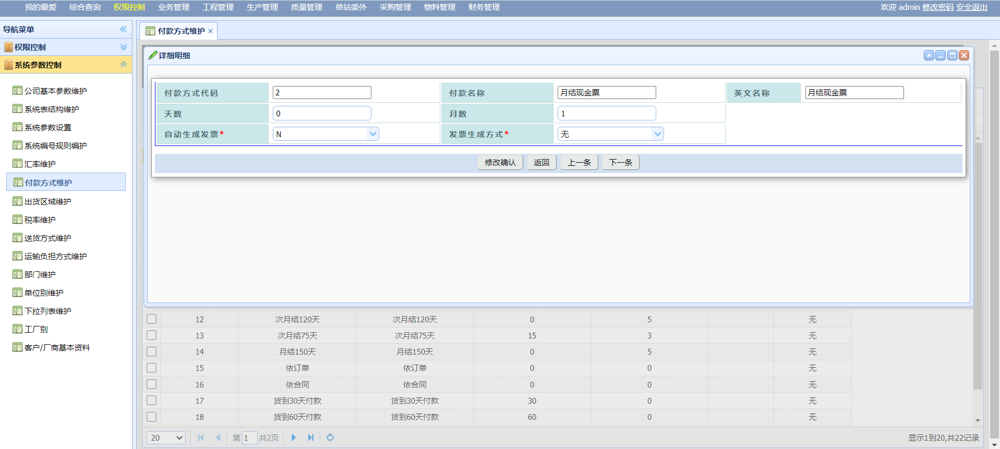 我的最爱 综合查询 权限控制 业务管理 工程管理 生产管理 质量管理 单站委外 采购管理 物料管理 财务管理 欢迎 admin 修改密码 安全退出
导航菜单
权限控制
系统参数控制
公司基本参数维护
系统表结构维护
系统参数设置
系统编号规则编护
汇率维护
付款方式维护
出货区域维护
税率维护
送货方式维护
运输负担方式维护
部门维护
单位别维护
下拉列表维护
工厂别
客户/厂商基本资料
付款方式维护
详细明细
付款方式代码 2 付款名称 月结现金票 英文名称 月结现金票
天数 0 月数 1
自动生成发票* N 发票生成方式* 无
修改确认 返回 上一条 下一条
12 次月结120天 次月结120天 0 5 无
13 次月结75天 次月结75天 15 3 无
14 月结150天 月结150天 0 5 无
15 依订单 依订单 0 0 无
16 依合同 依合同 0 0 无
17 货到30天付款 货到30天付款 30 0 无
18 货到60天付款 货到60天付款 60 0 无
20 第 1 共2页 显示1到20,共22记录